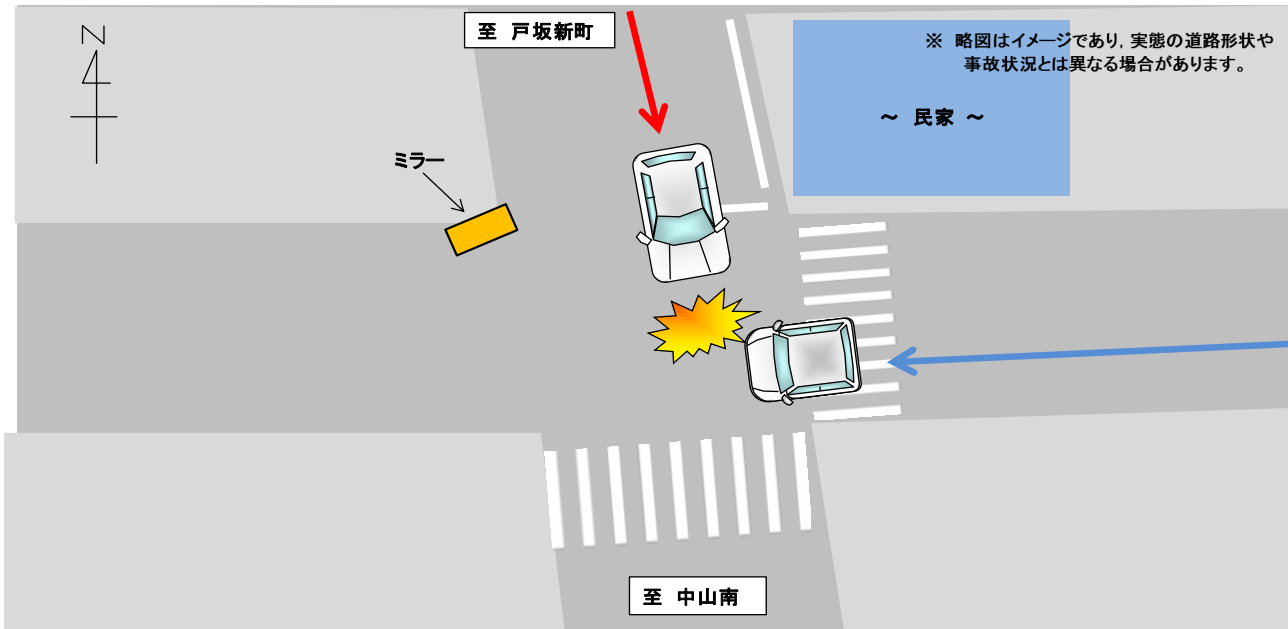 N
至 戸坂新町
※ 略図はイメージであり, 実態の道路形状や
事故状況とは異なる場合があります。
～ 民家 ～
ミラー
至 中山南